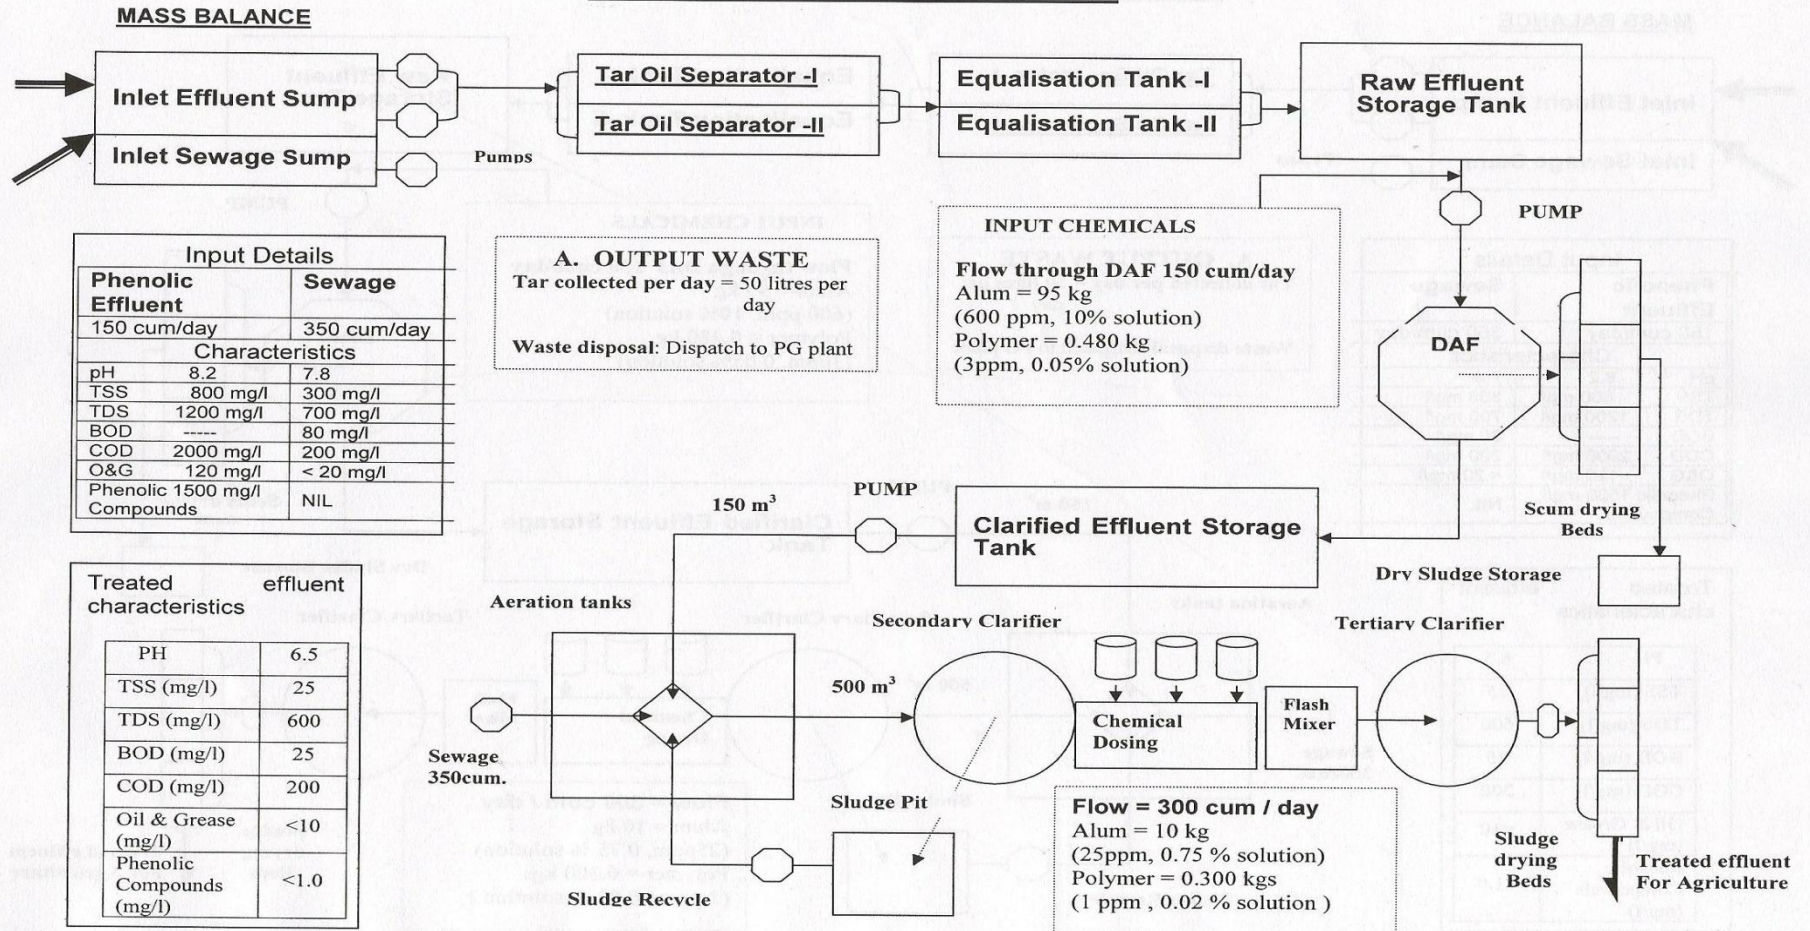 MASS BALANCE
Inlet Effluent Sump
Inlet Sewage Sump
Pumps
Tar Oil Separator -I
Tar Oil Separator -II
Equalisation Tank -I
Equalisation Tank -II
Raw Effluent
Storage Tank
PUMP
Input Details
Phenolic Sewage
Effluent
150 cum/day 350 cum/day
Characteristics
pH 8.2 7.8
TSS 800 mg/l 300 mg/l
TDS 1200 mg/l 700 mg/l
BOD ----- 80 mg/l
COD 2000 mg/l 200 mg/l
O&G 120 mg/l < 20 mg/l
Phenolic 1500 mg/l NIL
Compounds
A. OUTPUT WASTE
Tar collected per day = 50 litres per
day
Waste disposal: Dispatch to PG plant
INPUT CHEMICALS
Flow through DAF 150 cum/day
Alum = 95 kg
(600 ppm, 10% solution)
Polymer = 0.480 kg
(3ppm, 0.05% solution)
DAF
Scum drying
Beds
Dry Sludge Storage
150 m³
PUMP
Clarified Effluent Storage
Tank
Treated effluent
characteristics
PH 6.5
TSS (mg/l) 25
TDS (mg/l) 600
BOD (mg/l) 25
COD (mg/l) 200
Oil & Grease <10
(mg/l)
Phenolic
Compounds <1.0
(mg/l)
Aeration tanks
Sewage
350cum.
500 m³
Secondary Clarifier
Chemical
Dosing
Flash
Mixer
Tertiary Clarifier
Sludge Pit
Sludge Recycle
Flow = 300 cum / day
Alum = 10 kg
(25ppm, 0.75 % solution)
Polymer = 0.300 kgs
(1 ppm , 0.02 % solution )
Sludge
drying
Beds
Treated effluent
For Agriculture